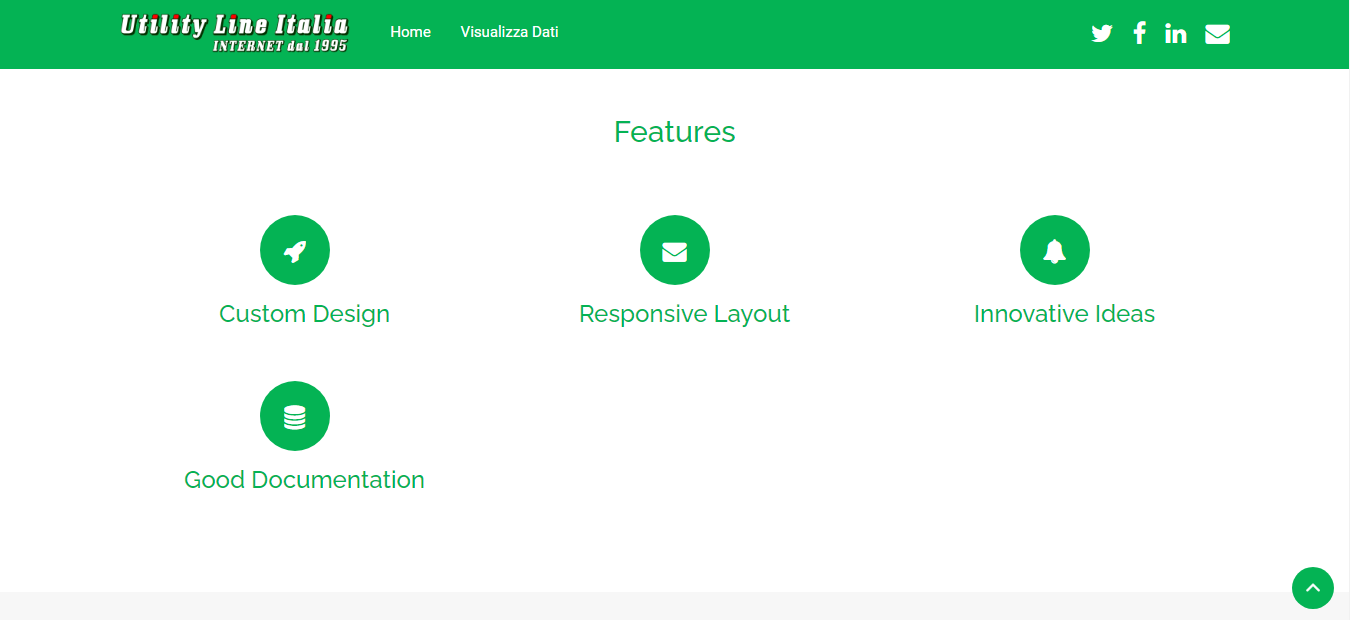 Utility Line Italia
INTERNET dal 1995
Home
Visualizza Dati
Features
Custom Design
Responsive Layout
Innovative Ideas
Good Documentation